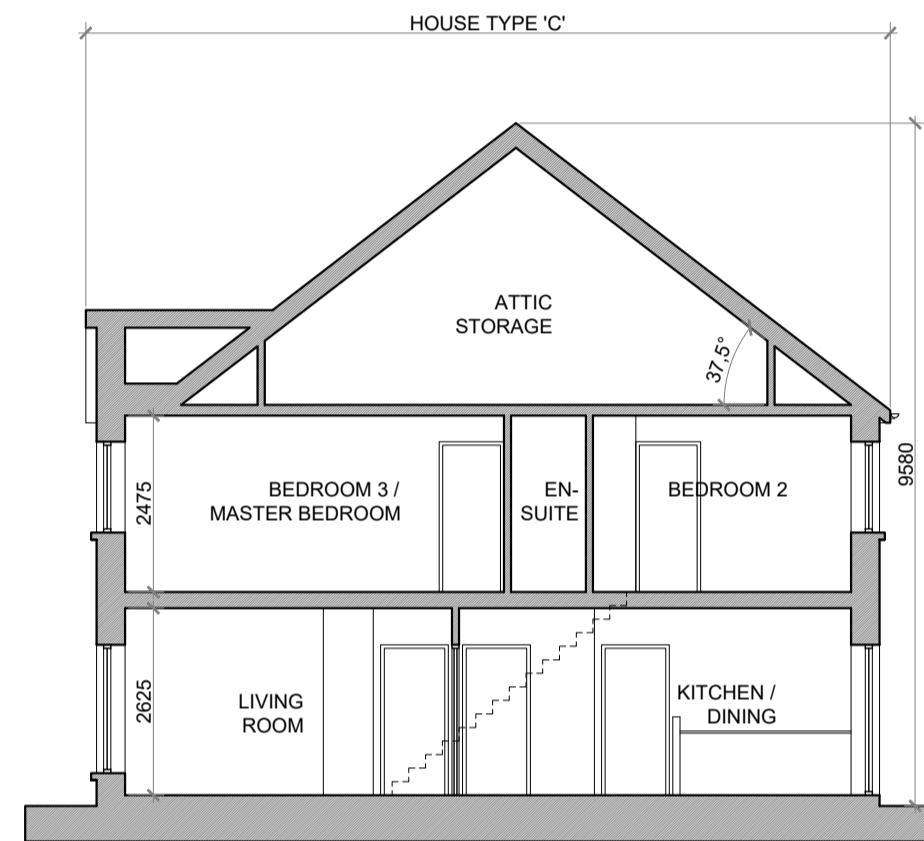 HOUSE TYPE 'C'
ATTIC
STORAGE
37,5°
9580
2475
BEDROOM 3 /
MASTER BEDROOM
EN-
SUITE
BEDROOM 2
2625
LIVING
ROOM
KITCHEN /
DINING